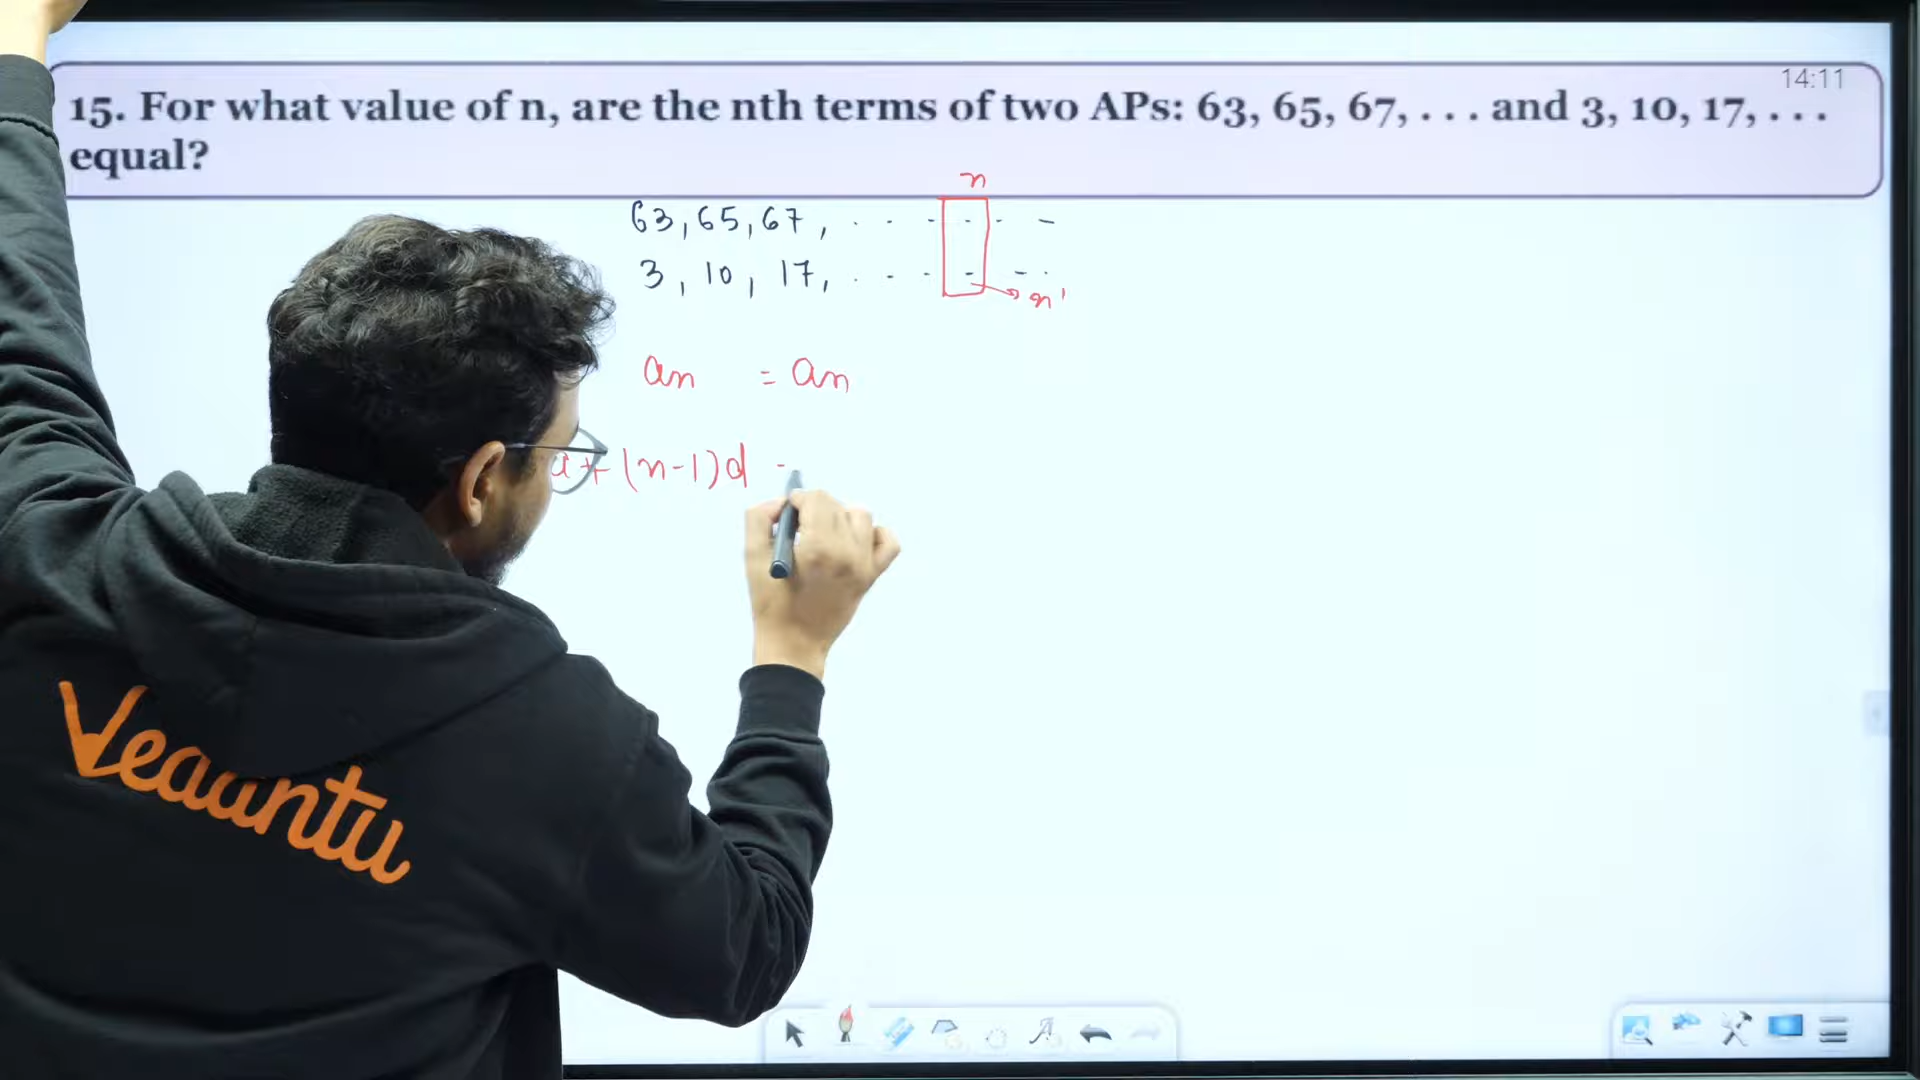 14:11
15. For what value of n, are the nth terms of two APs: 63, 65, 67, . . . and 3, 10, 17, . . .
equal?
n
63, 65, 67, . . - - - -
3, 10, 17, . - - - - .
n'
an = an
a + (n-1)d -
Vedantu